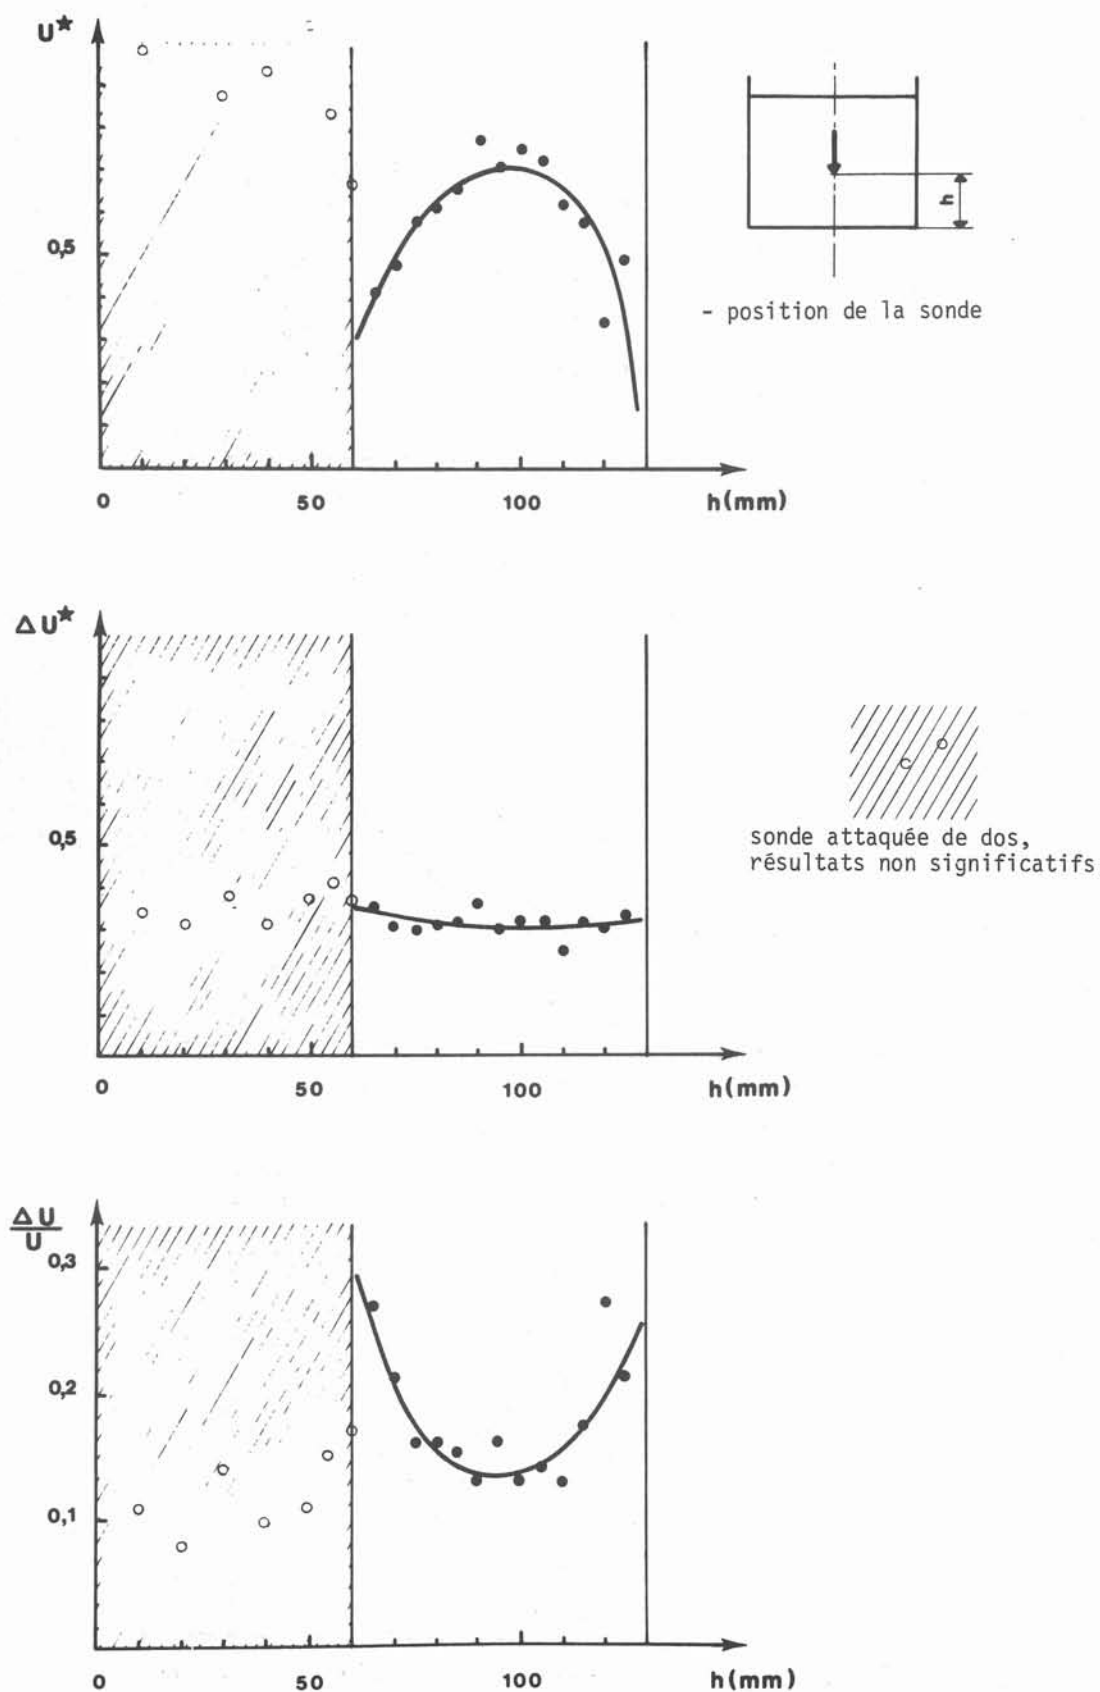 U★
0,5
0 50 100 h(mm)
h
- position de la sonde
ΔU★
0,5
0 50 100 h(mm)
sonde attaquée de dos,
résultats non significatifs
ΔU
U
0,3
0,2
0,1
0 50 100 h(mm)